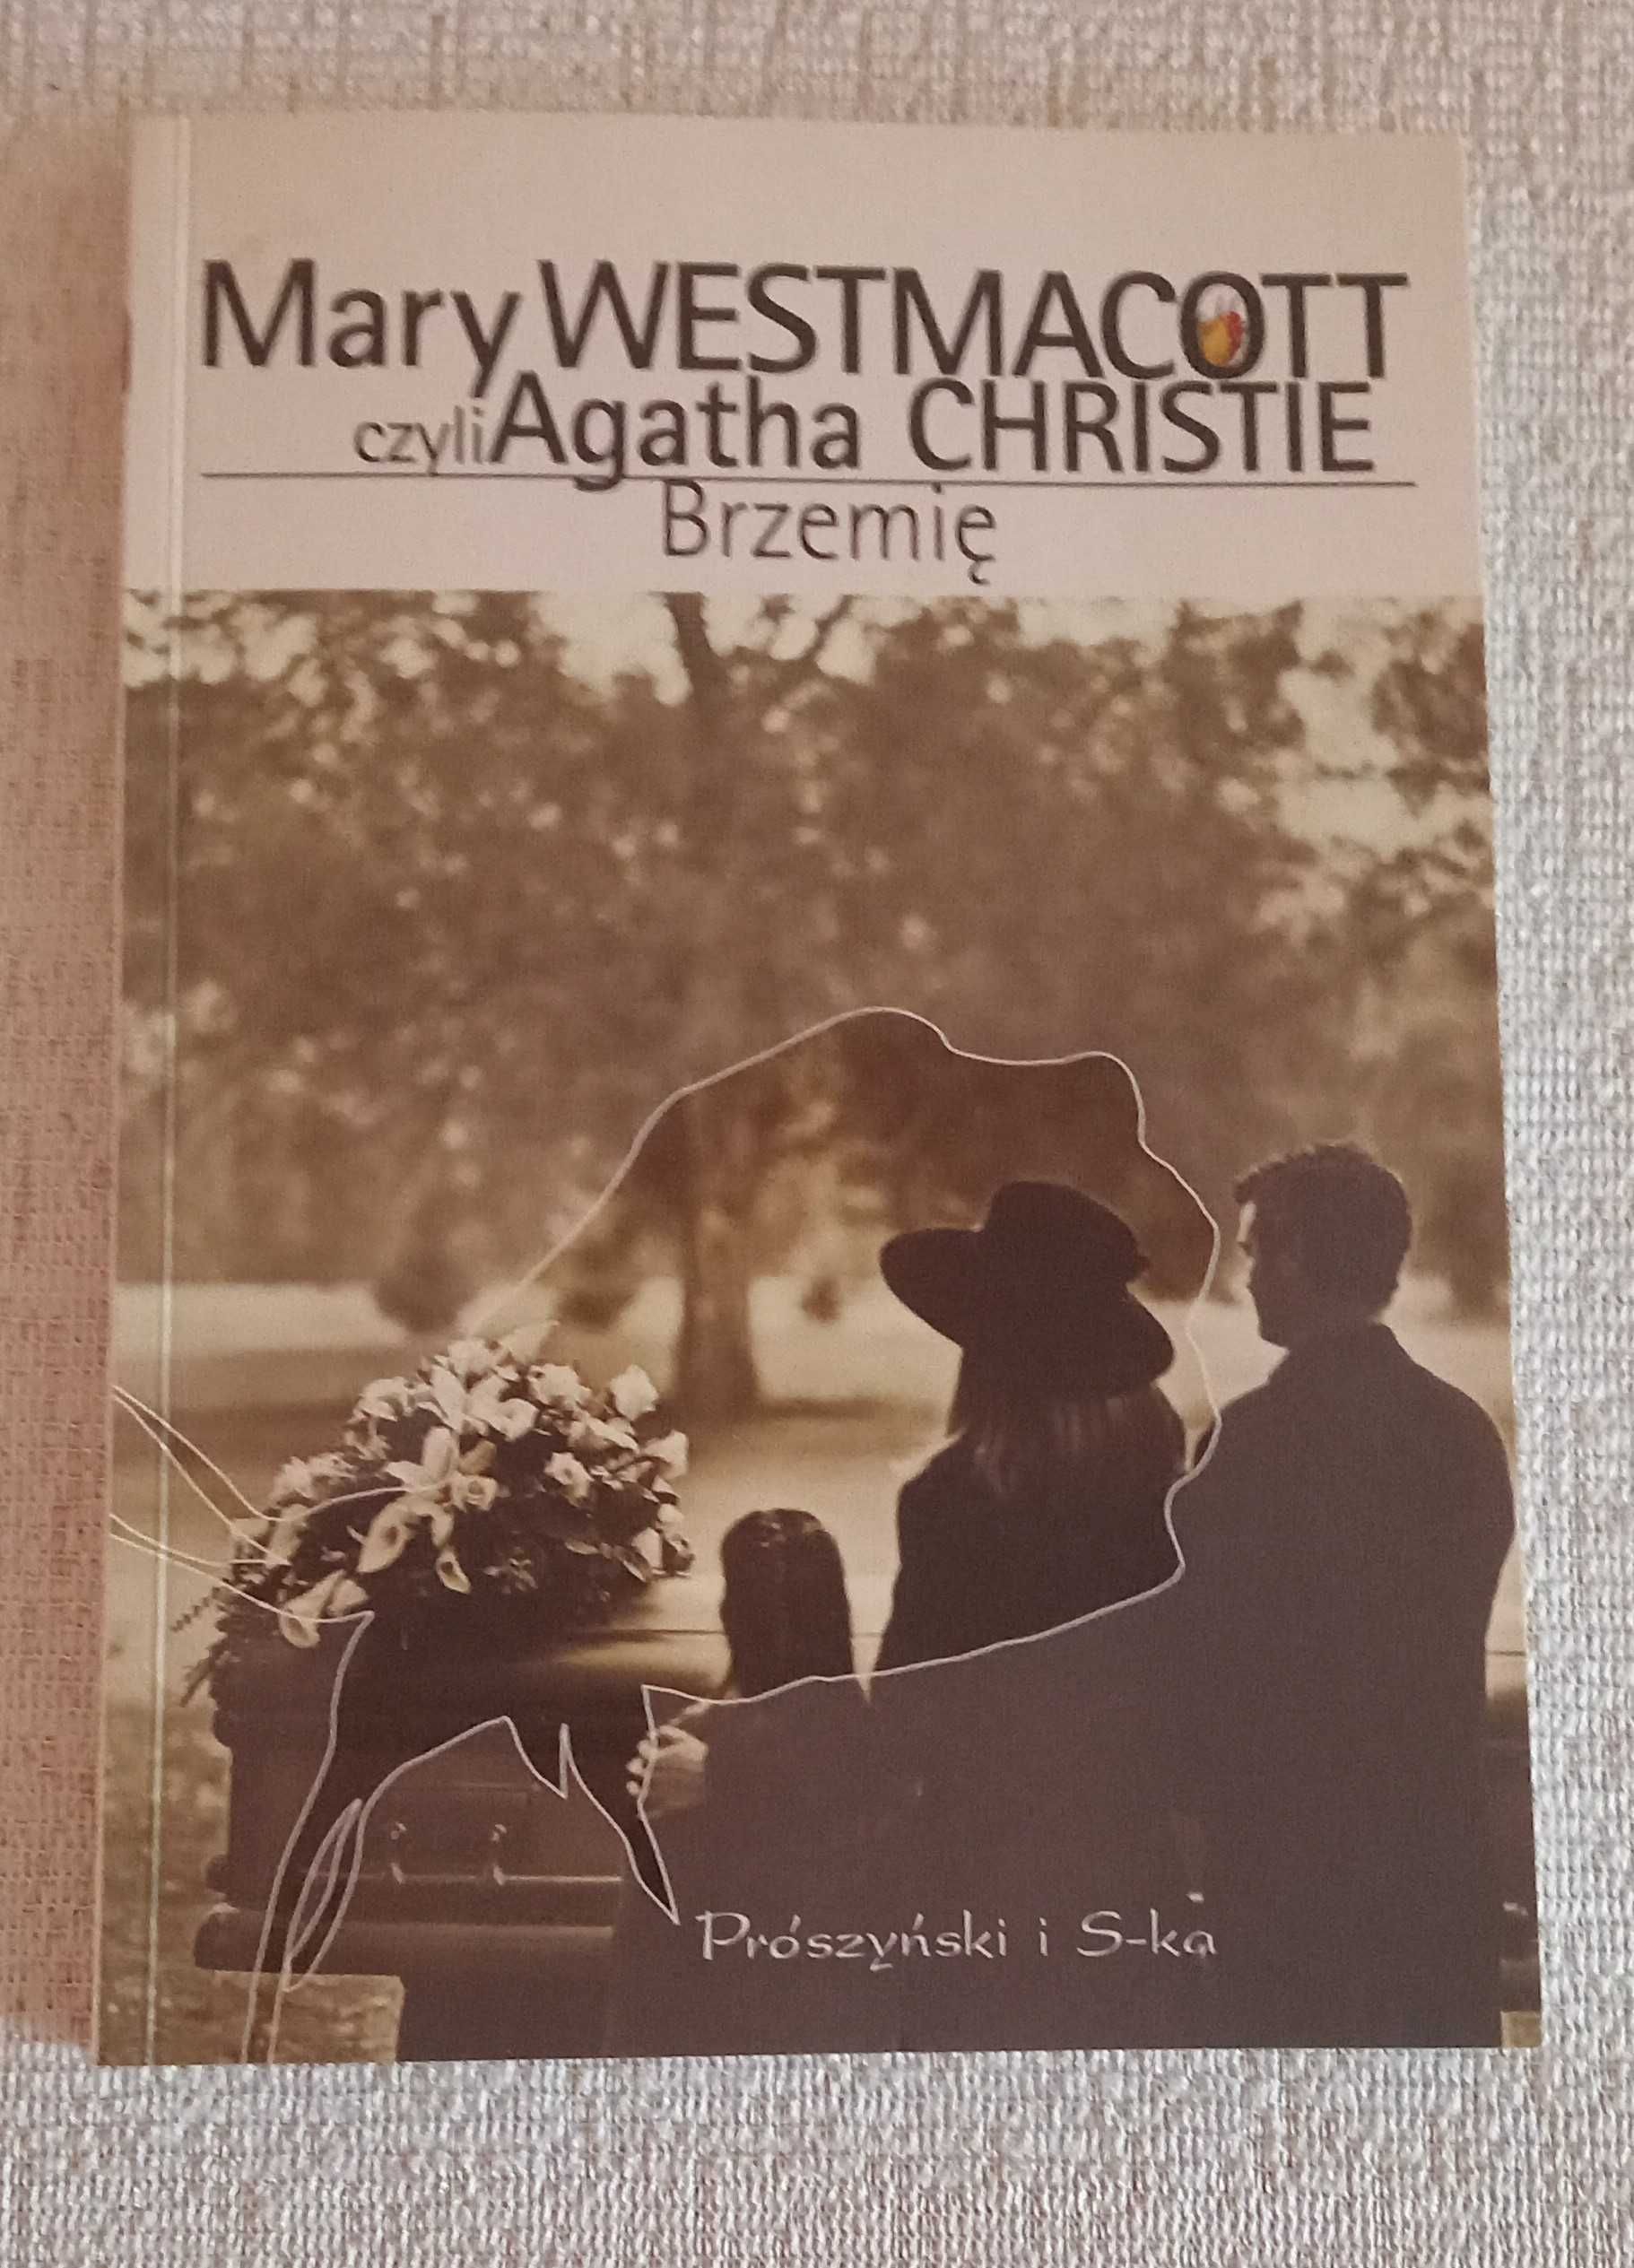 Mary WESTMACOTT
czyli Agatha CHRISTIE
Brzemię
Prószyński i S-ka